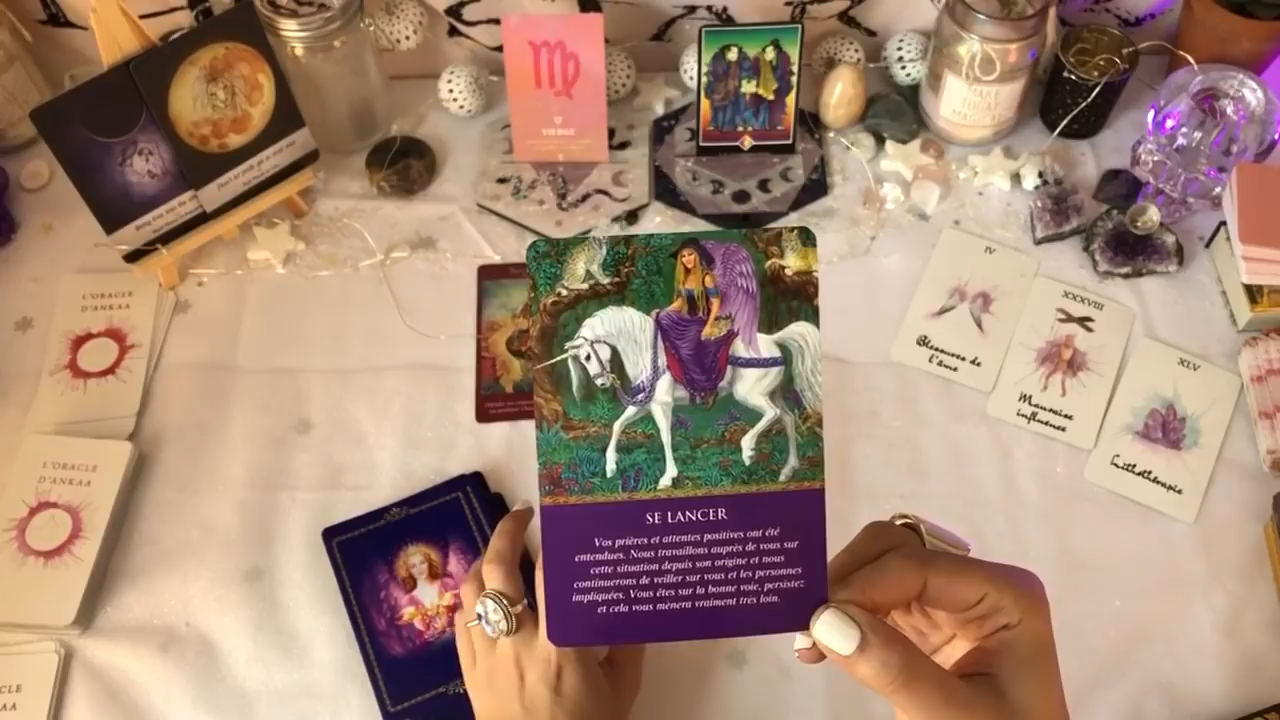 VIERGE
MAKE
TODAY
MAGICAL
L'ORACLE
D'ANKAA
L'ORACLE
D'ANKAA
IV
Blessures de
l'âme
XXXVIII
Mauvaise
influence
XLV
Lithothérapie
SE LANCER
Vos prières et attentes positives ont été
entendues. Nous travaillons auprès de vous sur
cette situation depuis son origine et nous
continuerons de veiller sur vous et les personnes
impliquées. Vous êtes sur la bonne voie, persistez
et cela vous mènera vraiment très loin.